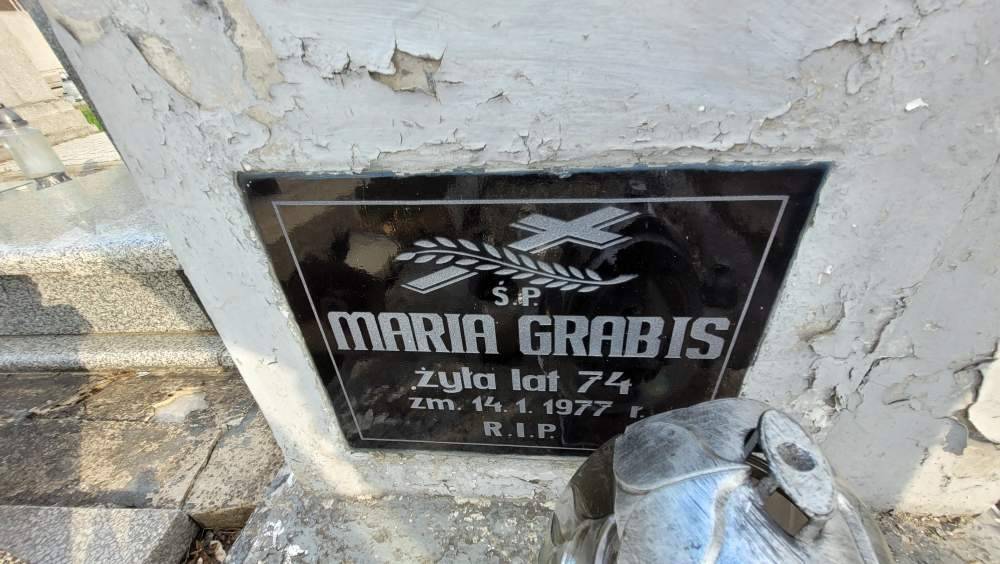 Ś.P.
MARIA GRABIS
żyła lat 74
zm. 14.1.1977 r.
R.I.P.